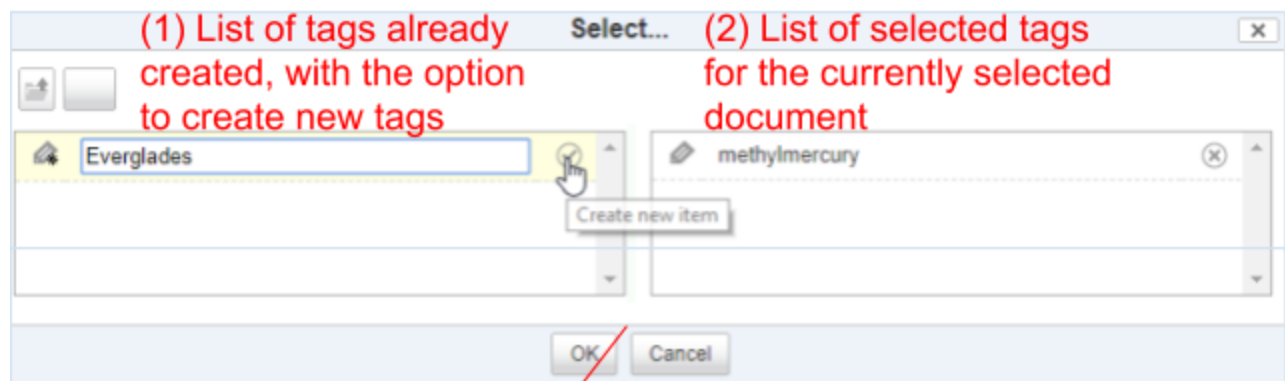 (1) List of tags already
created, with the option
to create new tags
Select...
(2) List of selected tags
for the currently selected
document
Everglades
methylmercury
Create new item
OK
Cancel